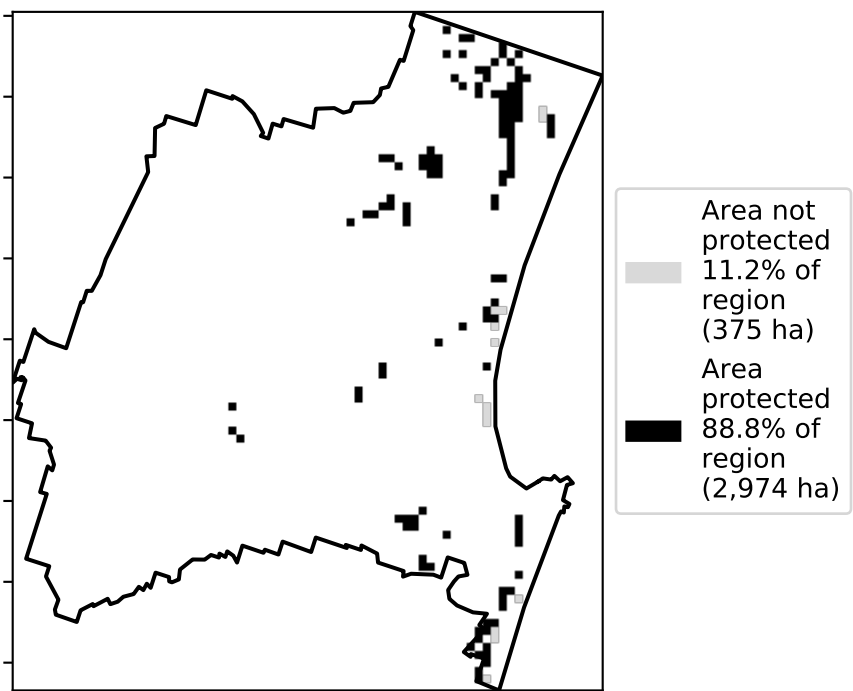 Area not
protected
11.2% of
region
(375 ha)
Area
protected
88.8% of
region
(2,974 ha)